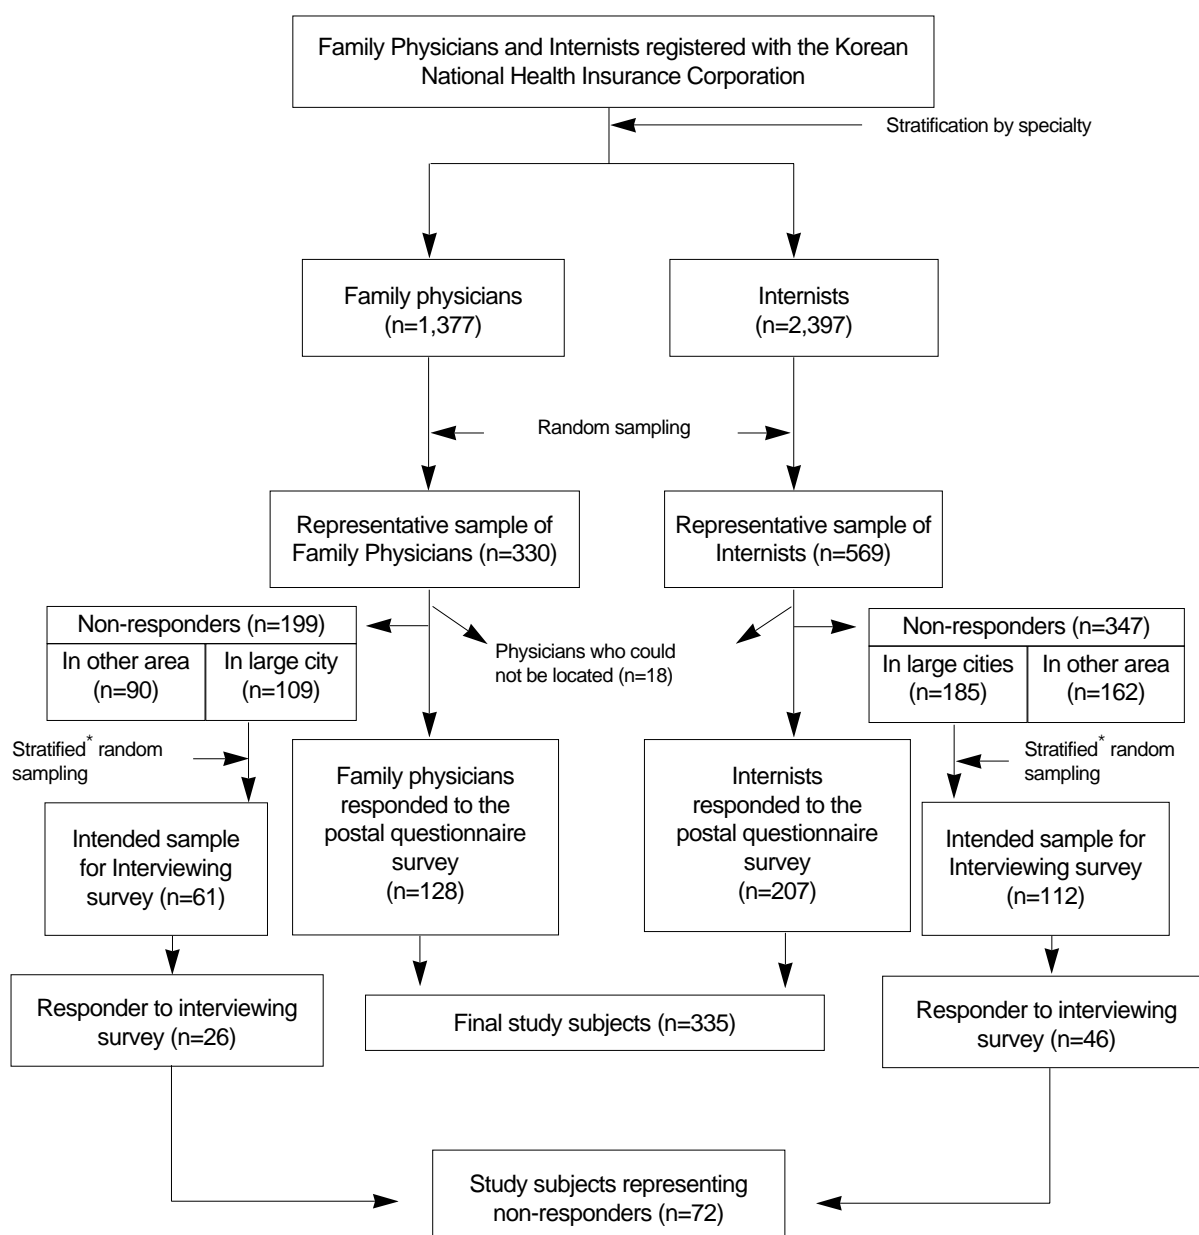 Family Physicians and Internists registered with the Korean
National Health Insurance Corporation
Stratification by specialty
Family physicians
(n=1,377)
Internists
(n=2,397)
Random sampling
Representative sample of
Family Physicians (n=330)
Representative sample of
Internists (n=569)
Non-responders (n=199)
In other area
(n=90)
In large city
(n=109)
Physicians who could
not be located (n=18)
Non-responders (n=347)
In large cities
(n=185)
In other area
(n=162)
Stratified* random
sampling
Family physicians
responded to the
postal questionnaire
survey
(n=128)
Internists
responded to the
postal questionnaire
survey
(n=207)
Stratified* random
sampling
Intended sample
for Interviewing
survey (n=61)
Intended sample for
Interviewing survey
(n=112)
Responder to interviewing
survey (n=26)
Final study subjects (n=335)
Responder to interviewing
survey (n=46)
Study subjects representing
non-responders (n=72)